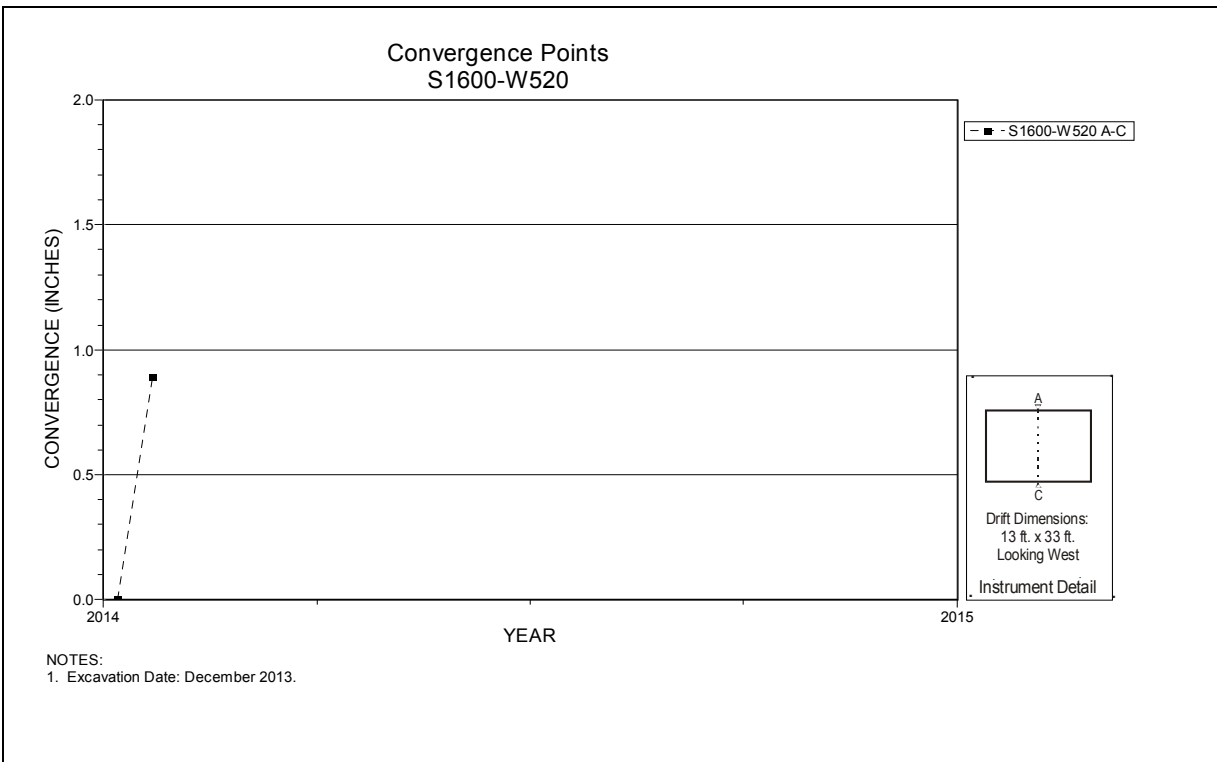 Convergence Points
S1600-W520
2.0
1.5
1.0
0.5
0.0
CONVERGENCE (INCHES)
2014
2015
YEAR
S1600-W520 A-C
A
C
Drift Dimensions:
13 ft. x 33 ft.
Looking West
Instrument Detail
NOTES:
1. Excavation Date: December 2013.